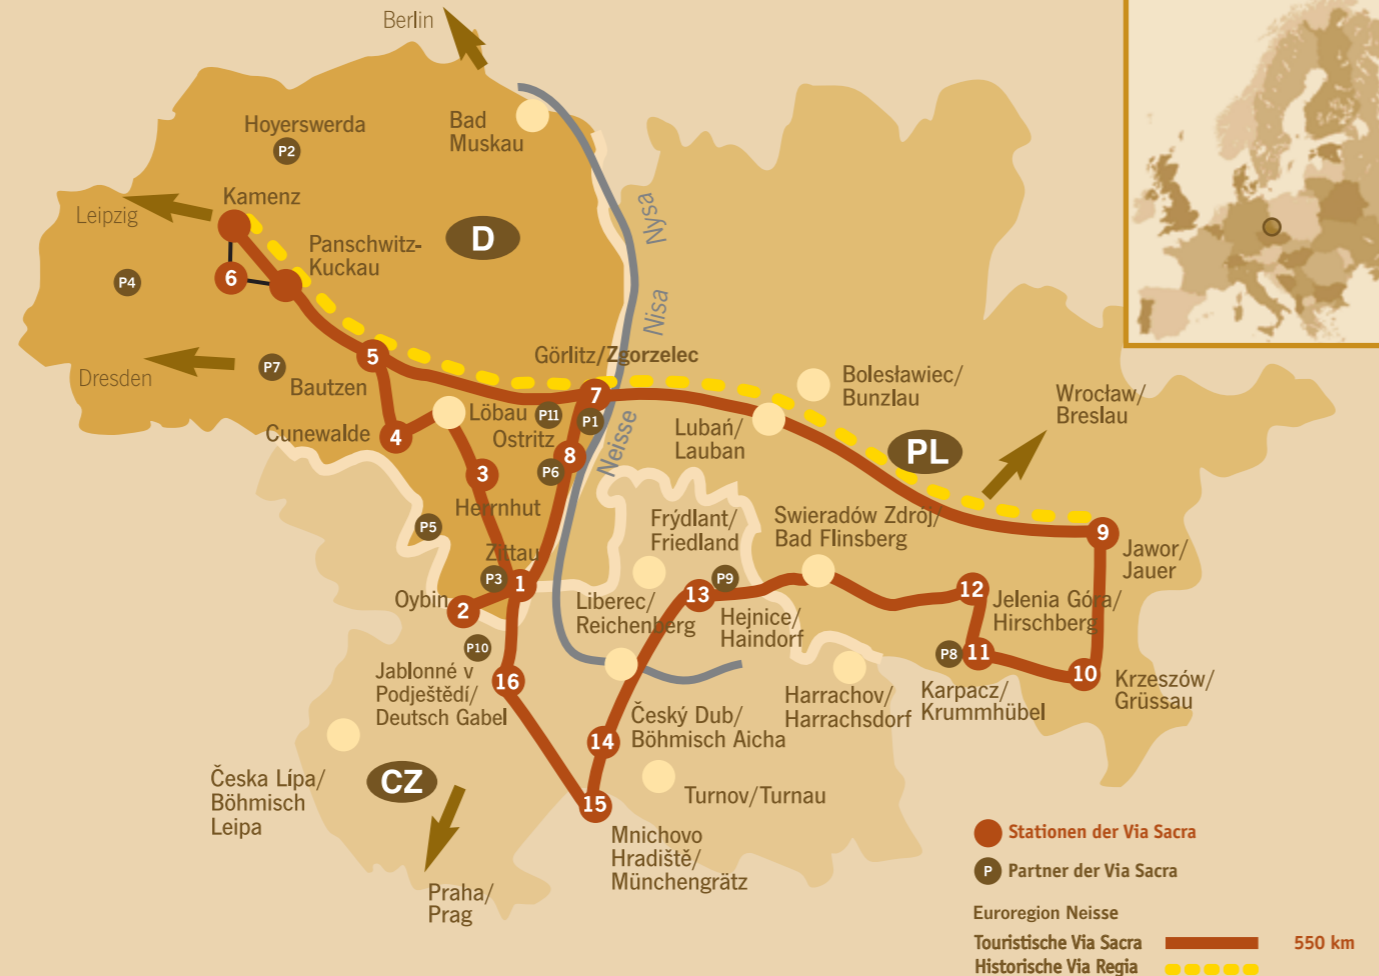 Berlin
Bad
Muskau
Hoyerswerda
P2
Kamenz
Leipzig
Panschwitz-
Kuckau
D
Nysa
6
P4
Nisa
Görlitz/Zgorzelec
5
P7
Dresden
Bautzen
7
Bolesławiec/
Bunzlau
Wrocław/
Breslau
Löbau
P11
P1
Lubań/
Lauban
Cunewalde
4
Ostritz
Neisse
PL
8
P6
3
Herrnhut
Frýdlant/
Friedland
Swieradów Zdrój/
Bad Flinsberg
P5
9
Jawor/
Jauer
Zittau
P3
1
Oybin
2
Liberec/
Reichenberg
13
P9
Hejnice/
Haindorf
12
Jelenia Góra/
Hirschberg
P10
P8
11
10
Krzeszów/
Grüssau
Jablonné v
Podještědí/
Deutsch Gabel
16
Harrachov/
Harrachsdorf
Karpacz/
Krummhübel
Český Dub/
Böhmisch Aicha
14
Česka Lípa/
Böhmisch
Leipa
CZ
15
Turnov/Turnau
Mnichovo
Hradiště/
Münchengrätz
Praha/
Prag
Stationen der Via Sacra
P Partner der Via Sacra
Euroregion Neisse
Touristische Via Sacra 550 km
Historische Via Regia